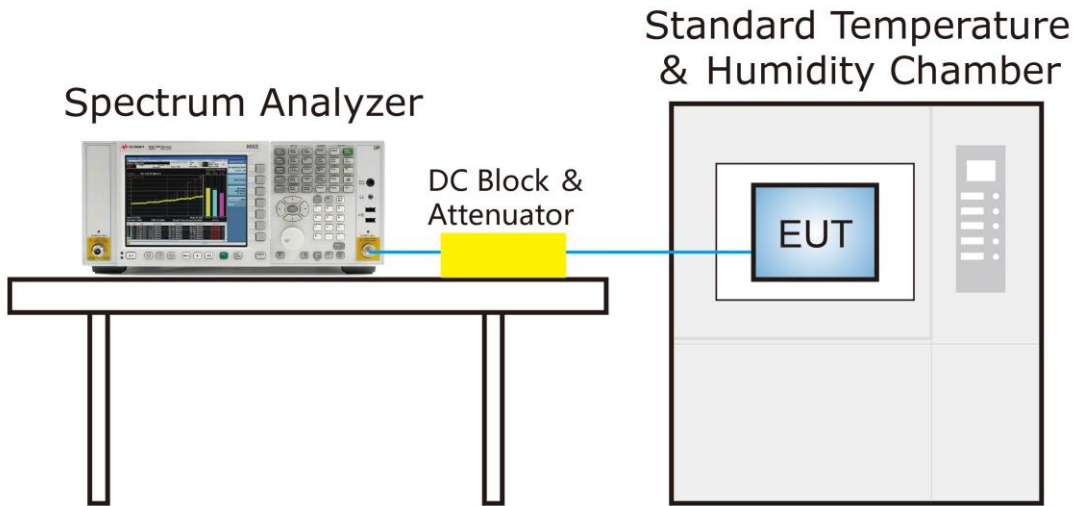 Standard Temperature
& Humidity Chamber
Spectrum Analyzer
DC Block &
Attenuator
EUT